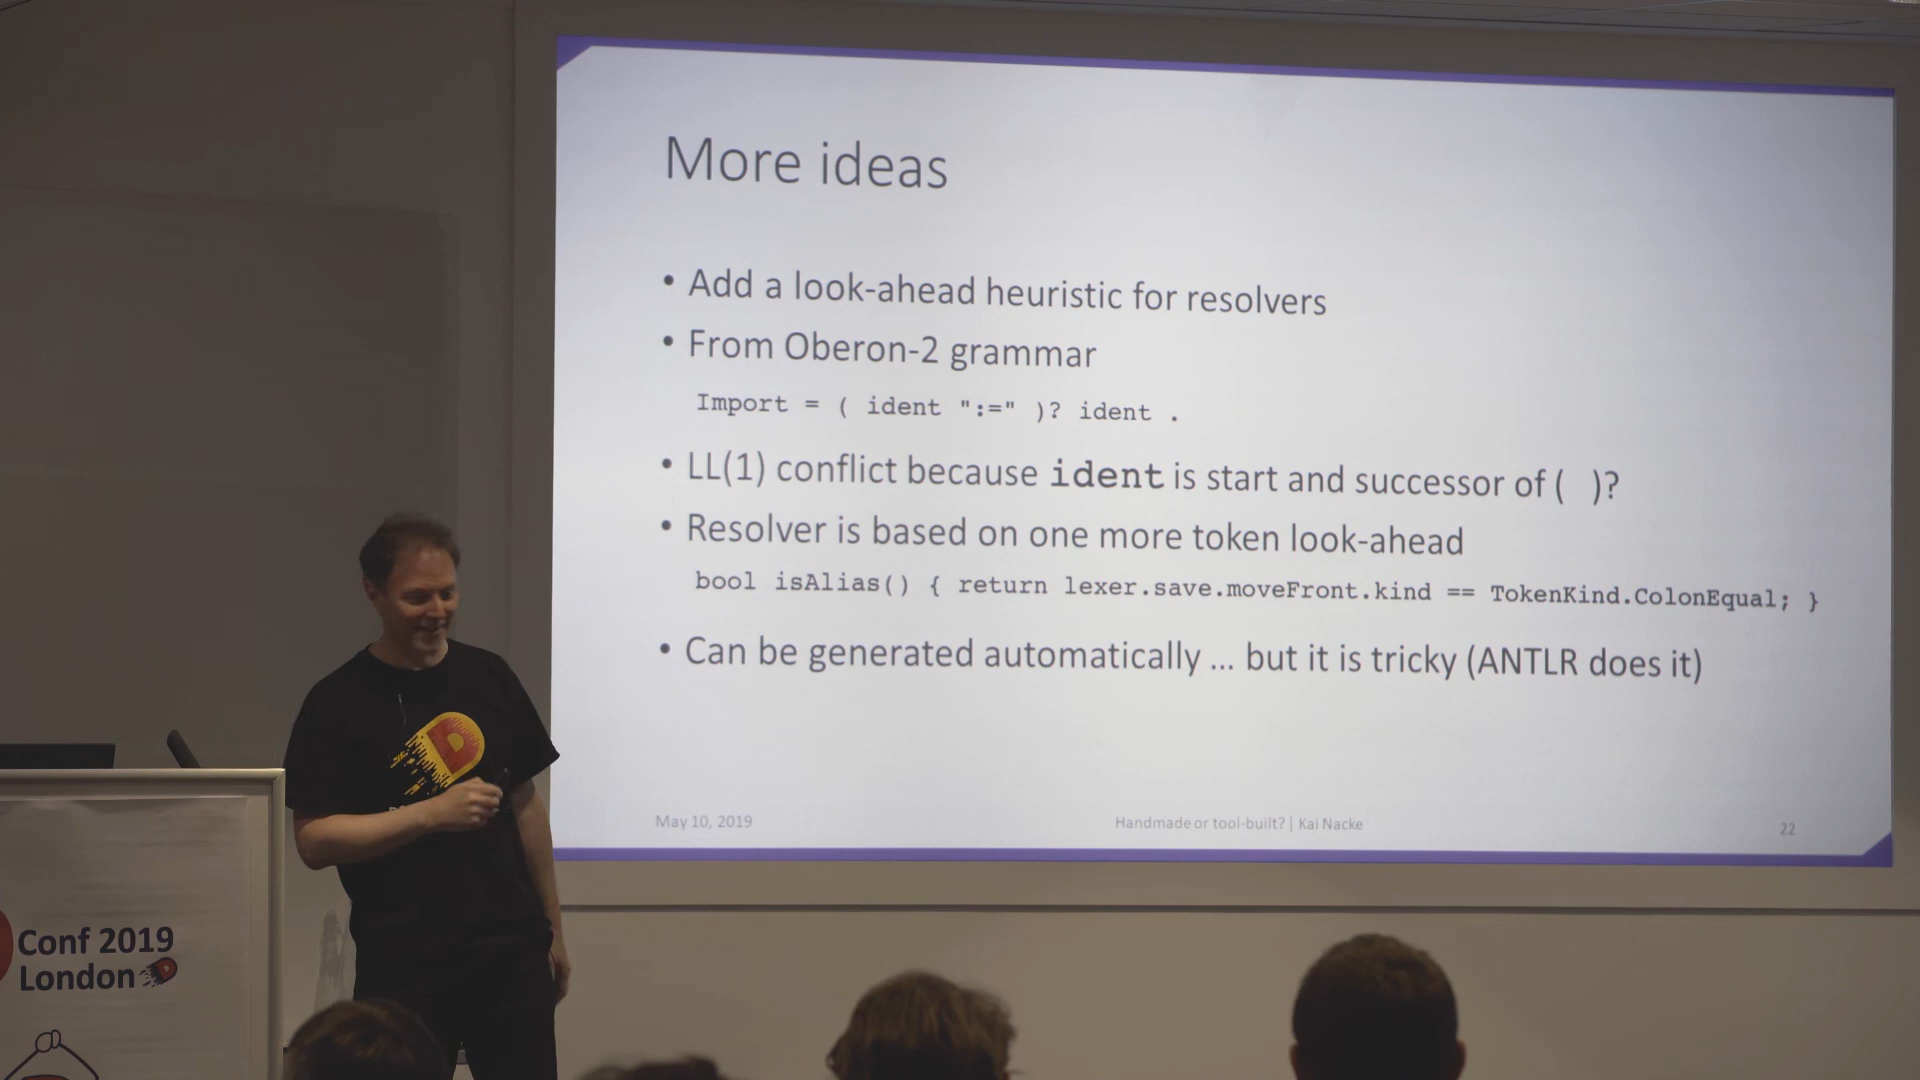 More ideas
• Add a look-ahead heuristic for resolvers
• From Oberon-2 grammar
Import = ( ident ":=" )? ident .
• LL(1) conflict because ident is start and successor of ( )?
• Resolver is based on one more token look-ahead
bool isAlias() { return lexer.save.moveFront.kind == TokenKind.ColonEqual; }
• Can be generated automatically ... but it is tricky (ANTLR does it)
May 10, 2019
Handmade or tool-built? | Kai Nacke
22
D
Conf 2019
London